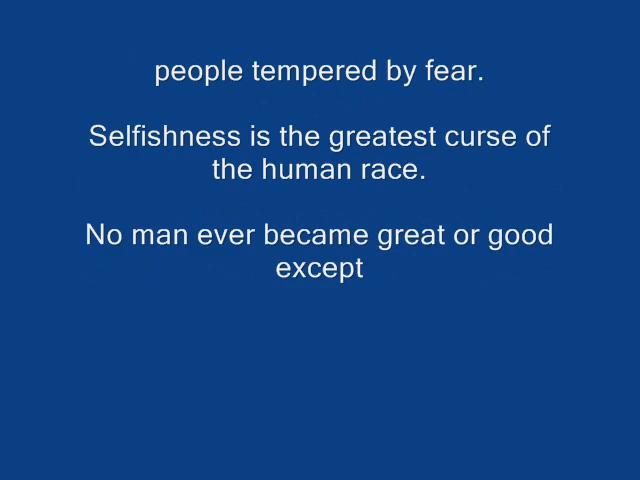 people tempered by fear.
Selfishness is the greatest curse of
the human race.
No man ever became great or good
except